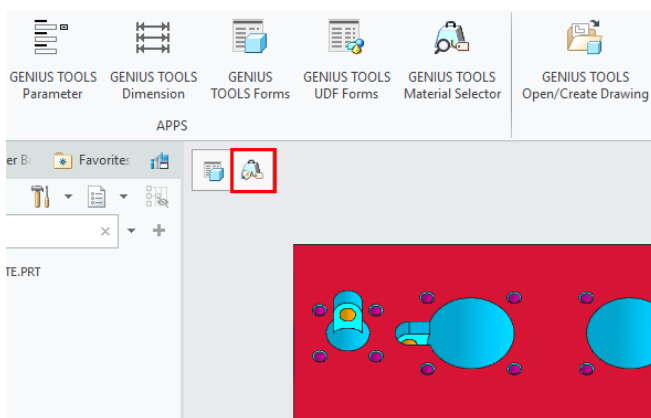 GENIUS TOOLS GENIUS TOOLS GENIUS GENIUS TOOLS GENIUS TOOLS GENIUS TOOLS
Parameter Dimension TOOLS Forms UDF Forms Material Selector Open/Create Drawing
APPS
er B Favorites
TE.PRT